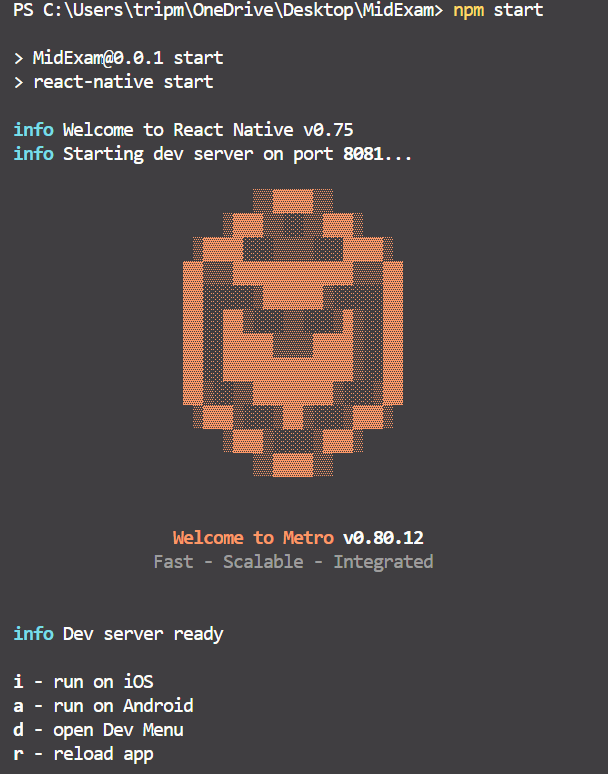 PS C:\Users\tripm\OneDrive\Desktop\MidExam> npm start
> MidExam@0.0.1 start
> react-native start
info Welcome to React Native v0.75
info Starting dev server on port 8081...
Welcome to Metro v0.80.12
Fast - Scalable - Integrated
info Dev server ready
i - run on iOS
a - run on Android
d - open Dev Menu
r - reload app